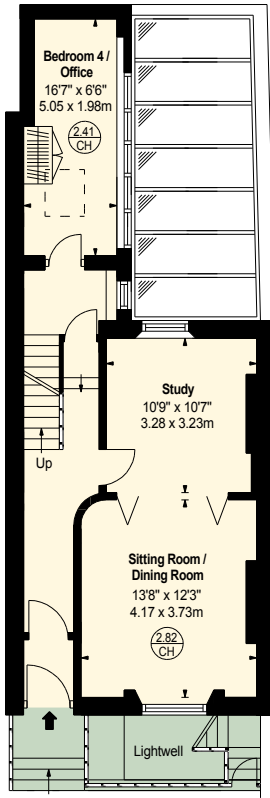 Bedroom 4 /
Office
16'7" x 6'6"
5.05 x 1.98m
2.41
CH
Study
10'9" x 10'7"
3.28 x 3.23m
Up
Sitting Room /
Dining Room
13'8" x 12'3"
4.17 x 3.73m
2.82
CH
Lightwell